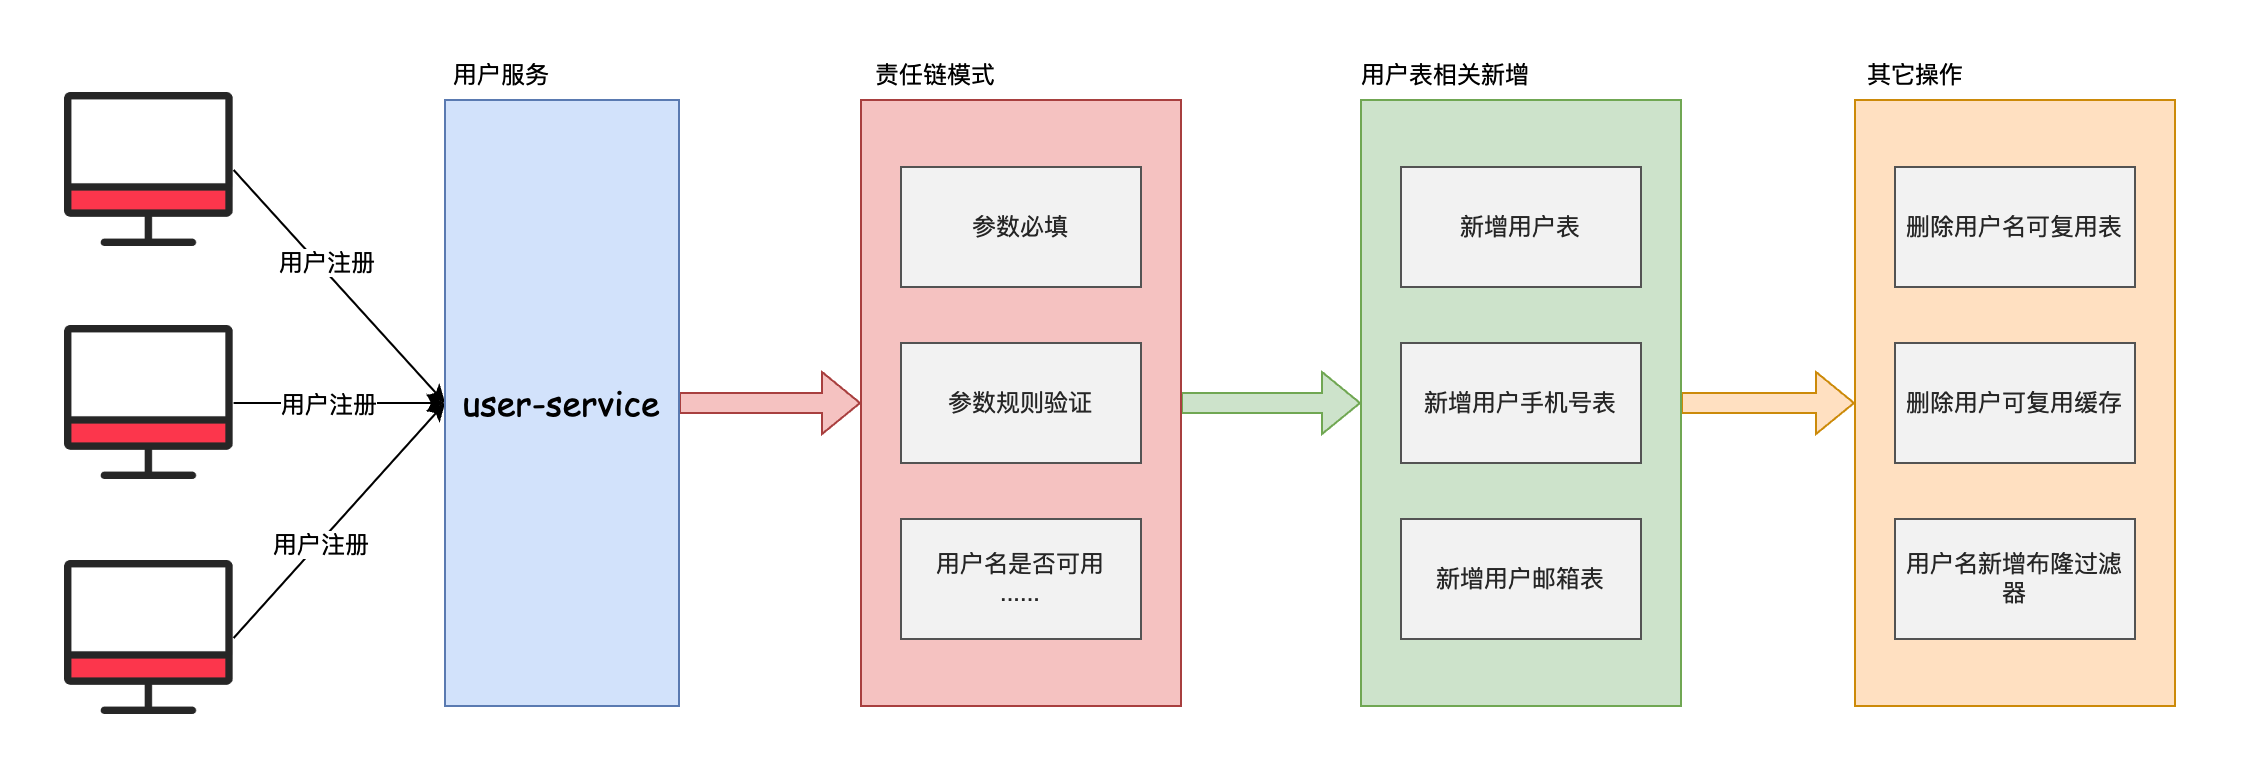 用户服务
责任链模式
用户表相关新增
其它操作
用户注册
用户注册
用户注册
user-service
参数必填
参数规则验证
用户名是否可用
......
新增用户表
新增用户手机号表
新增用户邮箱表
删除用户名可复用表
删除用户可复用缓存
用户名新增布隆过滤
器